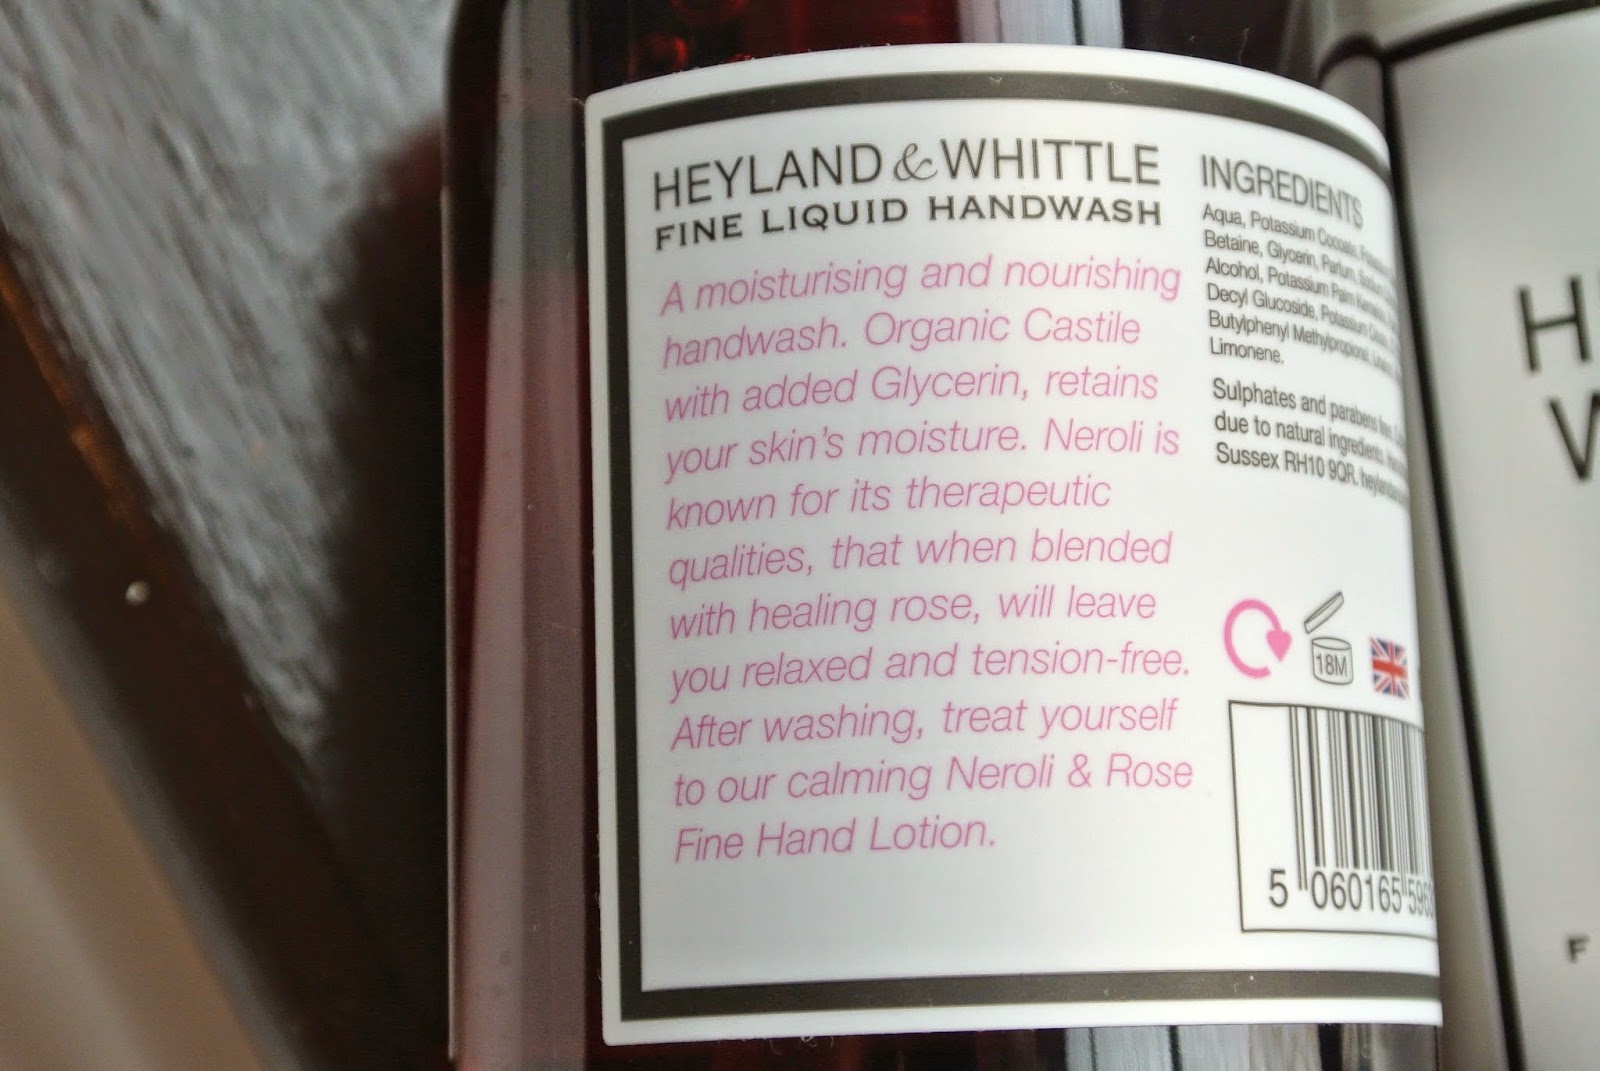 HEYLAND & WHITTLE
FINE LIQUID HANDWASH
A moisturising and nourishing
handwash. Organic Castile
with added Glycerin, retains
your skin's moisture. Neroli is
known for its therapeutic
qualities, that when blended
with healing rose, will leave
you relaxed and tension-free.
After washing, treat yourself
to our calming Neroli & Rose
Fine Hand Lotion.
INGREDIENTS
Aqua, Potassium Cocoate,
Betaine, Glycerin, Parfum, Sodium
Alcohol, Potassium Palm
Decyl Glucoside, Potassium
Butylphenyl Methylpropional,
Limonene.
Sulphates and parabens free.
due to natural ingredients.
Sussex RH10 9QR.
18M
5 060165
H
W
F